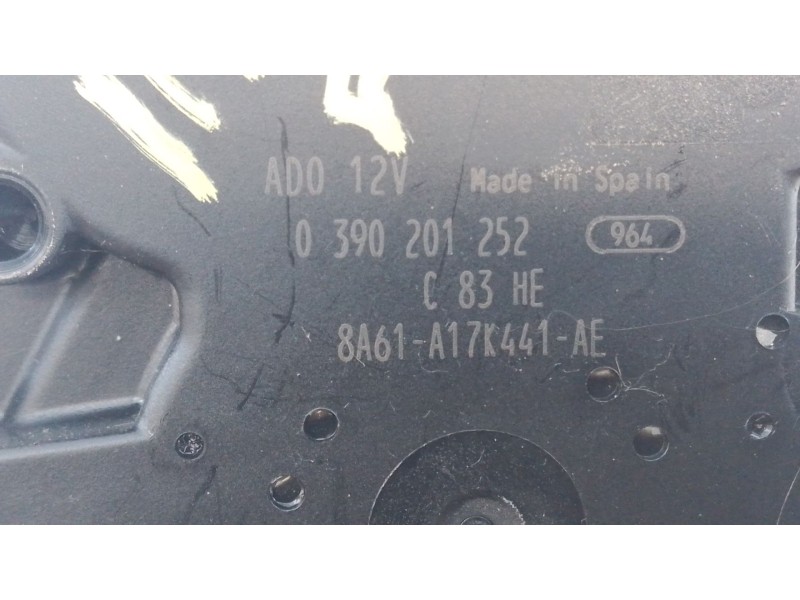 ADO 12V Made in Spain
0 390 201 252 964
C 83 HE
8A61-A17K441-AE